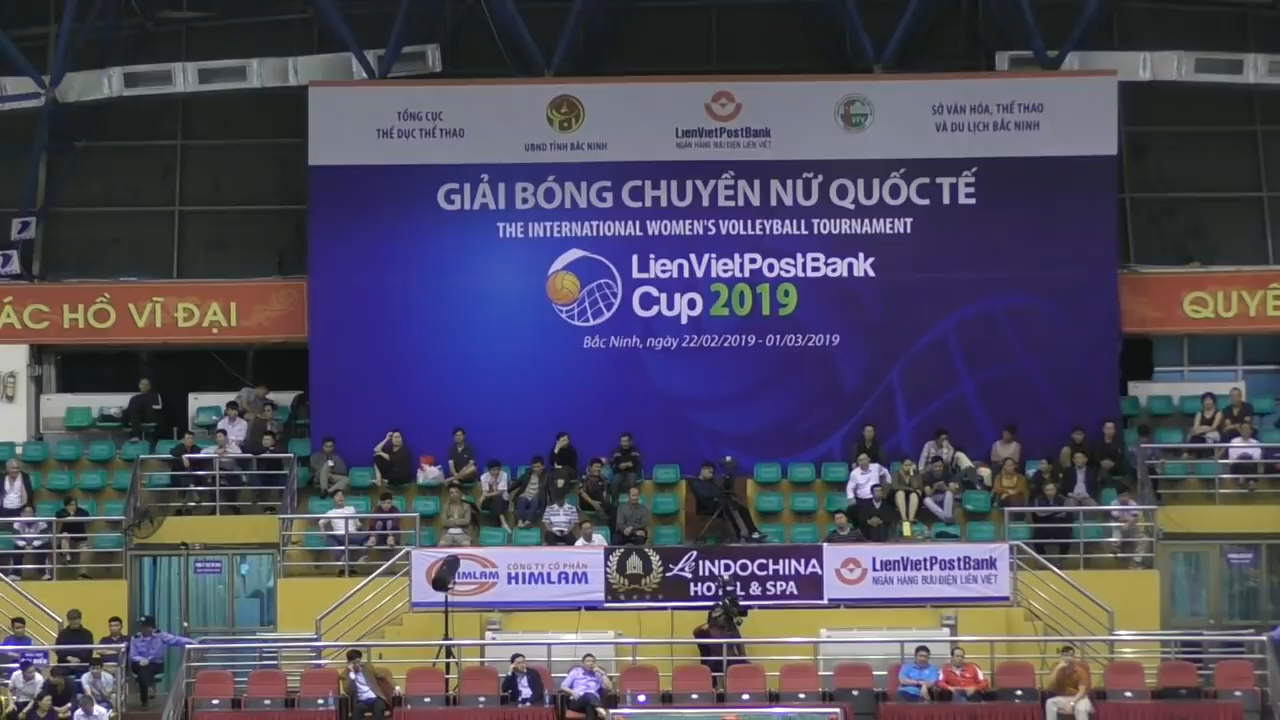 TỔNG CỤC
THỂ DỤC THỂ THAO
UBND TỈNH BẮC NINH
LIENVIETPOSTBANK
NGÂN HÀNG BƯU ĐIỆN LIÊN VIỆT
SỞ VĂN HÓA, THỂ THAO
VÀ DU LỊCH BẮC NINH
GIẢI BÓNG CHUYỀN NỮ QUỐC TẾ
THE INTERNATIONAL WOMEN'S VOLLEYBALL TOURNAMENT
LienVietPostBank
Cup 2019
Bắc Ninh, ngày 22/02/2019 - 01/03/2019
ÁC HỒ VĨ ĐẠI
HIMLAM
CÔNG TY CỔ PHẦN
HIMLAM
Le INDOCHINA
HOTEL & SPA
LIENVIETPOSTBANK
NGÂN HÀNG BƯU ĐIỆN LIÊN VIỆT